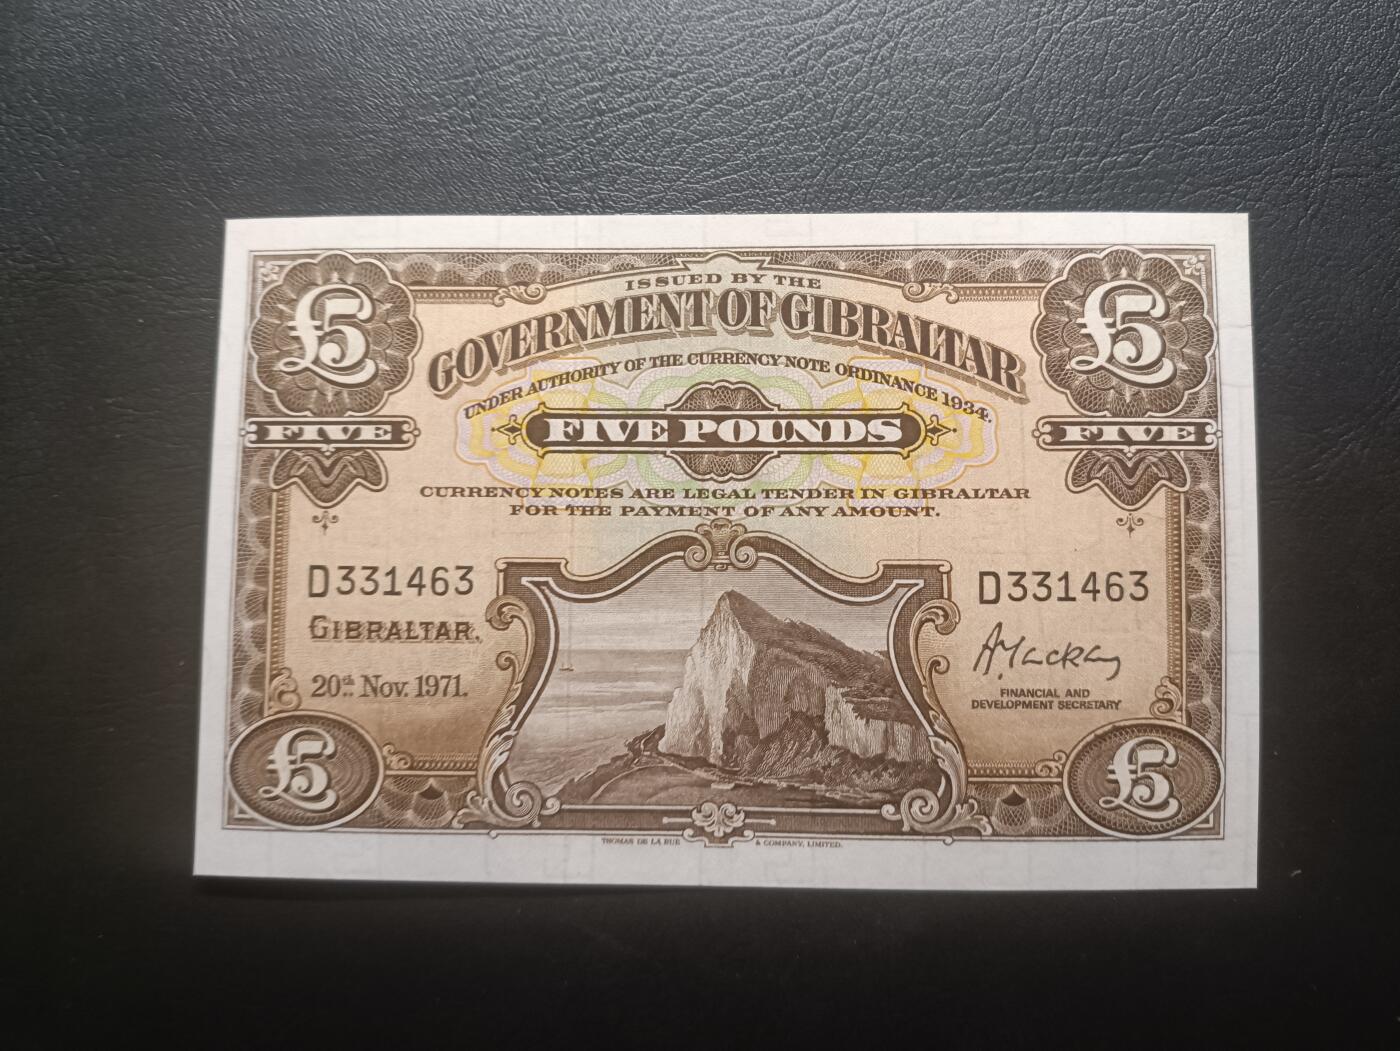 £5
£5
ISSUED BY THE
GOVERNMENT OF GIBRALTAR
UNDER AUTHORITY OF THE CURRENCY NOTE ORDINANCE 1934.
FIVE
FIVE POUNDS
FIVE
CURRENCY NOTES ARE LEGAL TENDER IN GIBRALTAR
FOR THE PAYMENT OF ANY AMOUNT.
D331463
D331463
GIBRALTAR.
20th Nov. 1971.
A Mackay
FINANCIAL AND
DEVELOPMENT SECRETARY
£5
£5
THOMAS DE LA RUE & COMPANY, LIMITED.